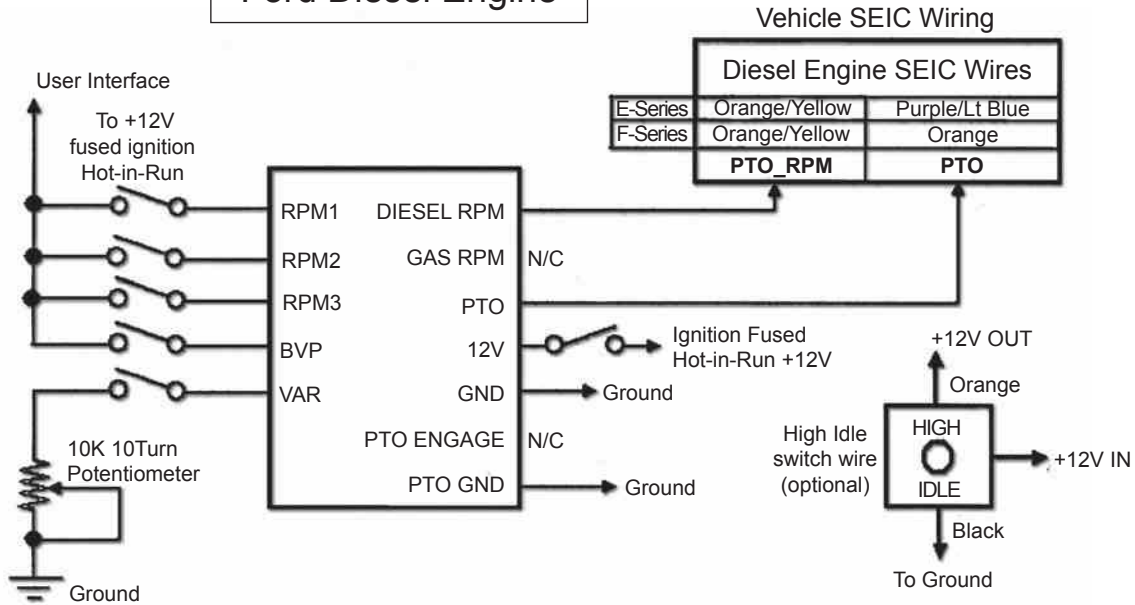 Ford Diesel Engine
Vehicle SEIC Wiring
Diesel Engine SEIC Wires
E-Series Orange/Yellow Purple/Lt Blue
F-Series Orange/Yellow Orange
PTO_RPM PTO
User Interface
To +12V
fused ignition
Hot-in-Run
RPM1
RPM2
RPM3
BVP
VAR
DIESEL RPM
GAS RPM
N/C
PTO
12V
Ignition Fused
Hot-in-Run +12V
GND
Ground
PTO ENGAGE
N/C
PTO GND
Ground
10K 10Turn
Potentiometer
Ground
+12V OUT
Orange
High Idle
switch wire
(optional)
HIGH
IDLE
+12V IN
Black
To Ground